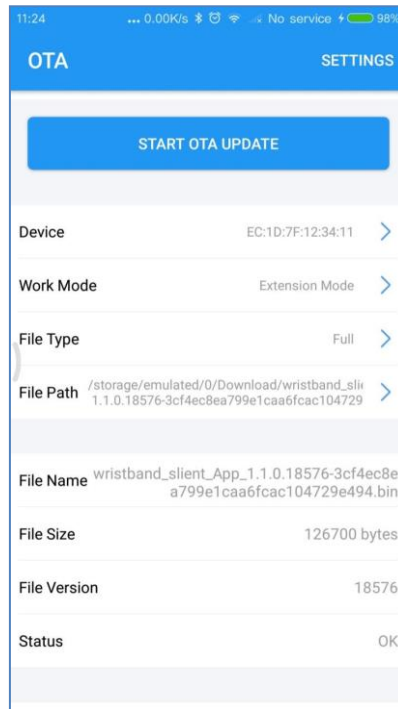 11:24 ... 0.00K/s No service 98%
OTA SETTINGS
START OTA UPDATE
Device EC:1D:7F:12:34:11
Work Mode Extension Mode
File Type Full
File Path /storage/emulated/0/Download/wristband_slie
1.1.0.18576-3cf4ec8ea799e1caa6fcac104729
File Name wristband_slient_App_1.1.0.18576-3cf4ec8e
a799e1caa6fcac104729e494.bin
File Size 126700 bytes
File Version 18576
Status OK